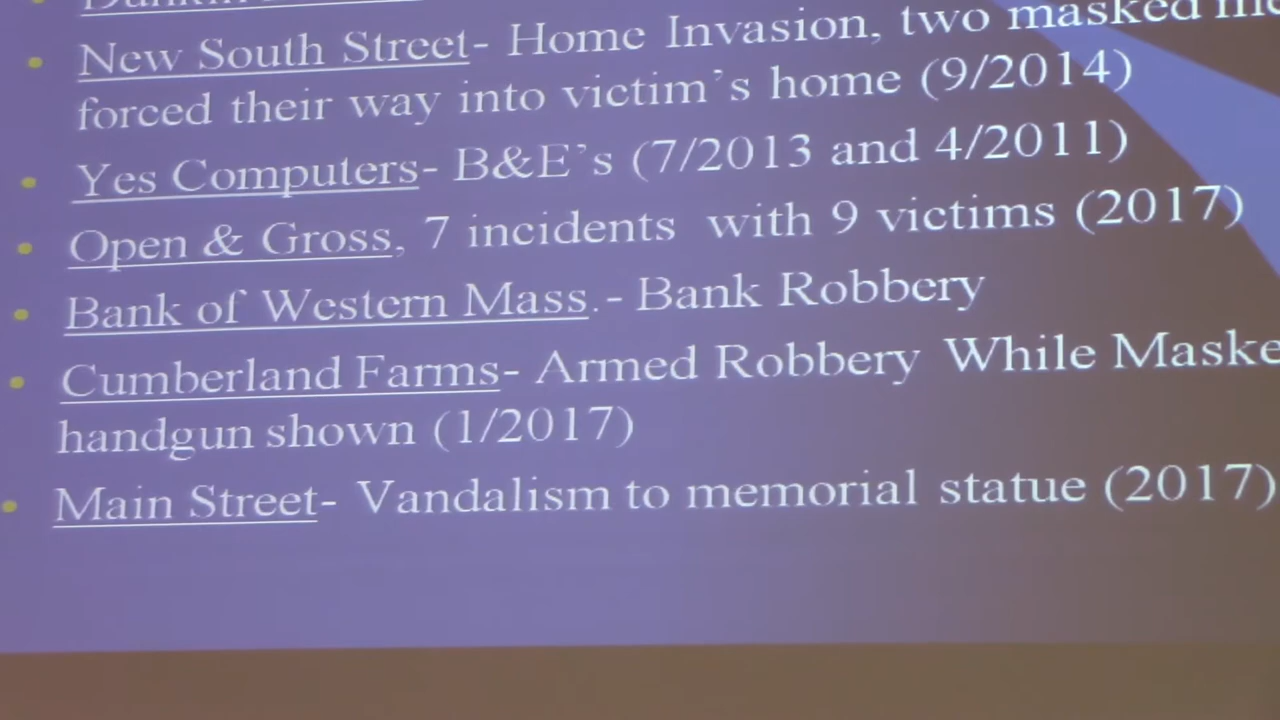 New South Street- Home Invasion, two masked
forced their way into victim's home (9/2014)
Yes Computers- B&E's (7/2013 and 4/2011)
Open & Gross, 7 incidents with 9 victims (2017)
Bank of Western Mass.- Bank Robbery
Cumberland Farms- Armed Robbery While Maske
handgun shown (1/2017)
Main Street- Vandalism to memorial statue (2017)